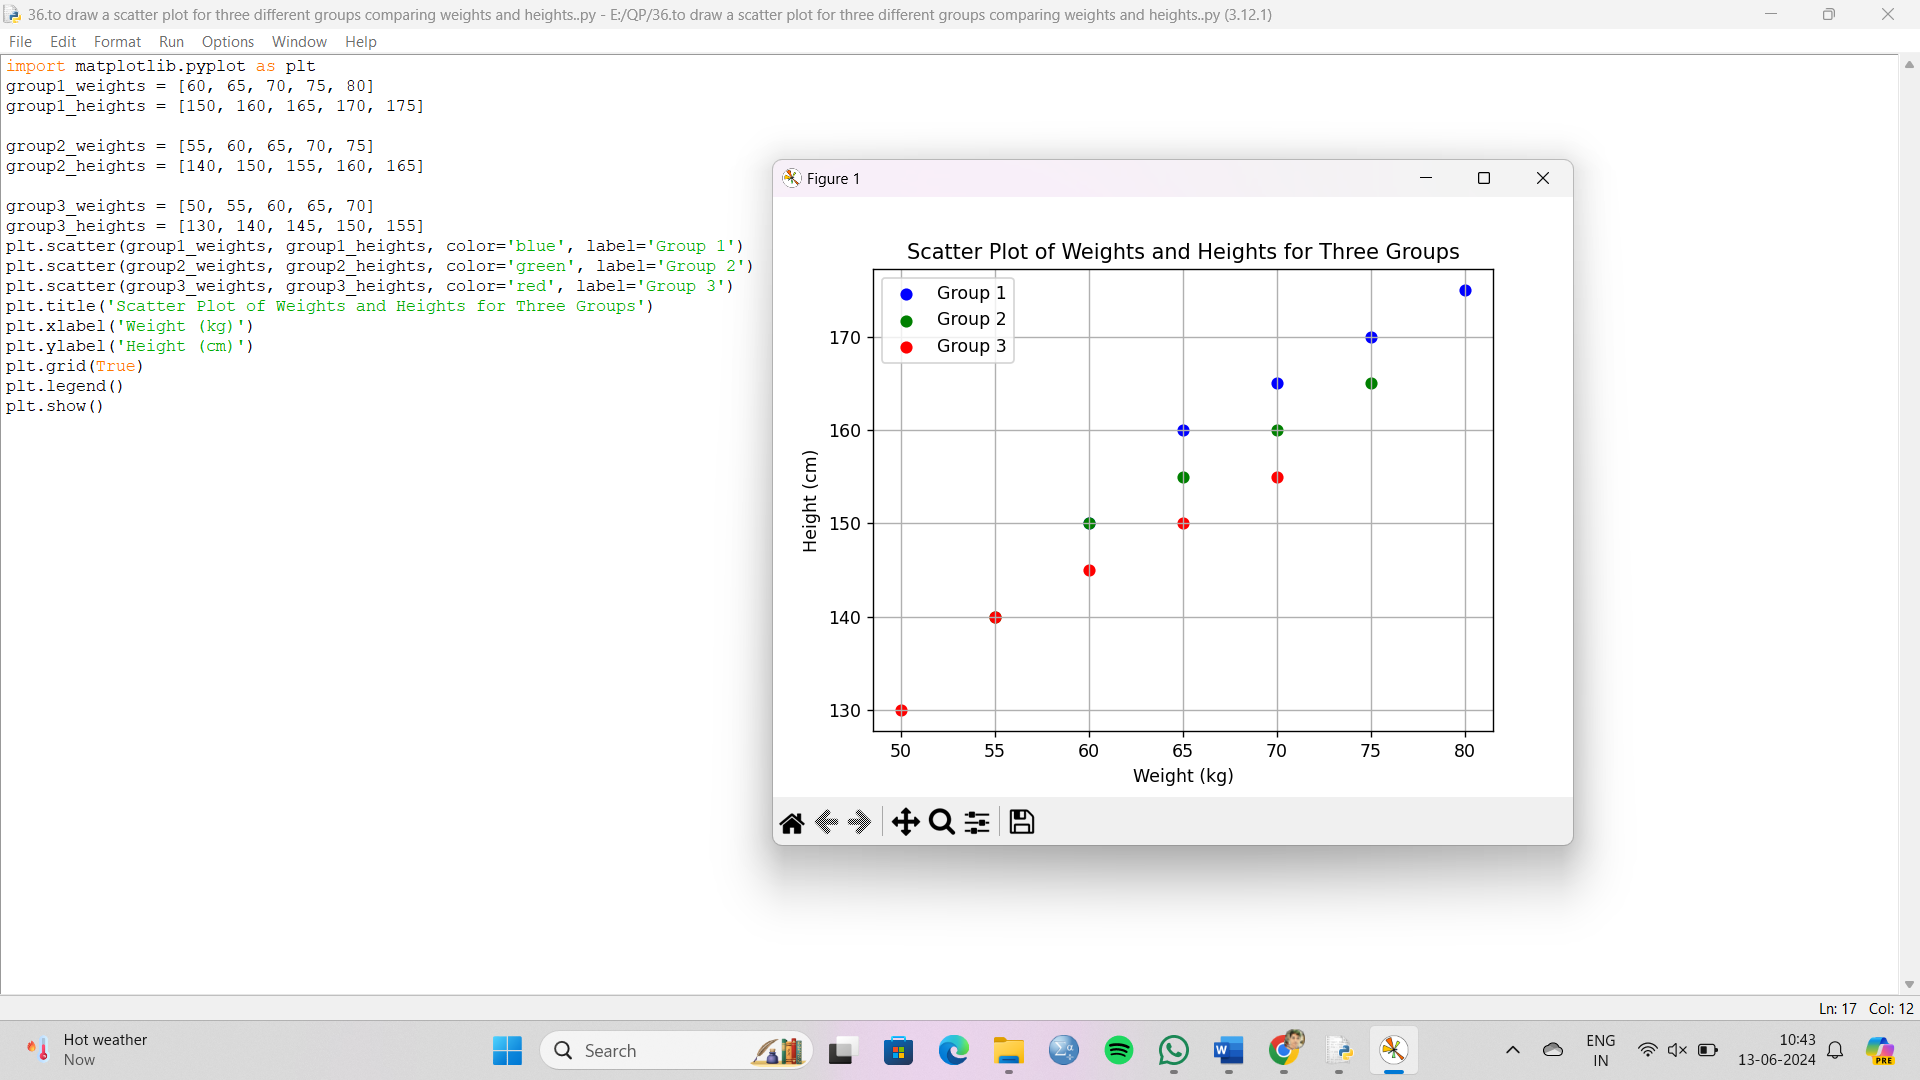 36.to draw a scatter plot for three different groups comparing weights and heights..py - E:/QP/36.to draw a scatter plot for three different groups comparing weights and heights..py (3.12.1)
File Edit Format Run Options Window Help
import matplotlib.pyplot as plt
group1_weights = [60, 65, 70, 75, 80]
group1_heights = [150, 160, 165, 170, 175]
group2_weights = [55, 60, 65, 70, 75]
group2_heights = [140, 150, 155, 160, 165]
group3_weights = [50, 55, 60, 65, 70]
group3_heights = [130, 140, 145, 150, 155]
plt.scatter(group1_weights, group1_heights, color='blue', label='Group 1')
plt.scatter(group2_weights, group2_heights, color='green', label='Group 2')
plt.scatter(group3_weights, group3_heights, color='red', label='Group 3')
plt.title('Scatter Plot of Weights and Heights for Three Groups')
plt.xlabel('Weight (kg)')
plt.ylabel('Height (cm)')
plt.grid(True)
plt.legend()
plt.show()
Figure 1
Scatter Plot of Weights and Heights for Three Groups
Group 1
Group 2
Group 3
170
160
150
140
130
Height (cm)
50 55 60 65 70 75 80
Weight (kg)
Ln: 17 Col: 12
Hot weather
Now
Search
W
Σα
PRE
ENG
IN
10:43
13-06-2024